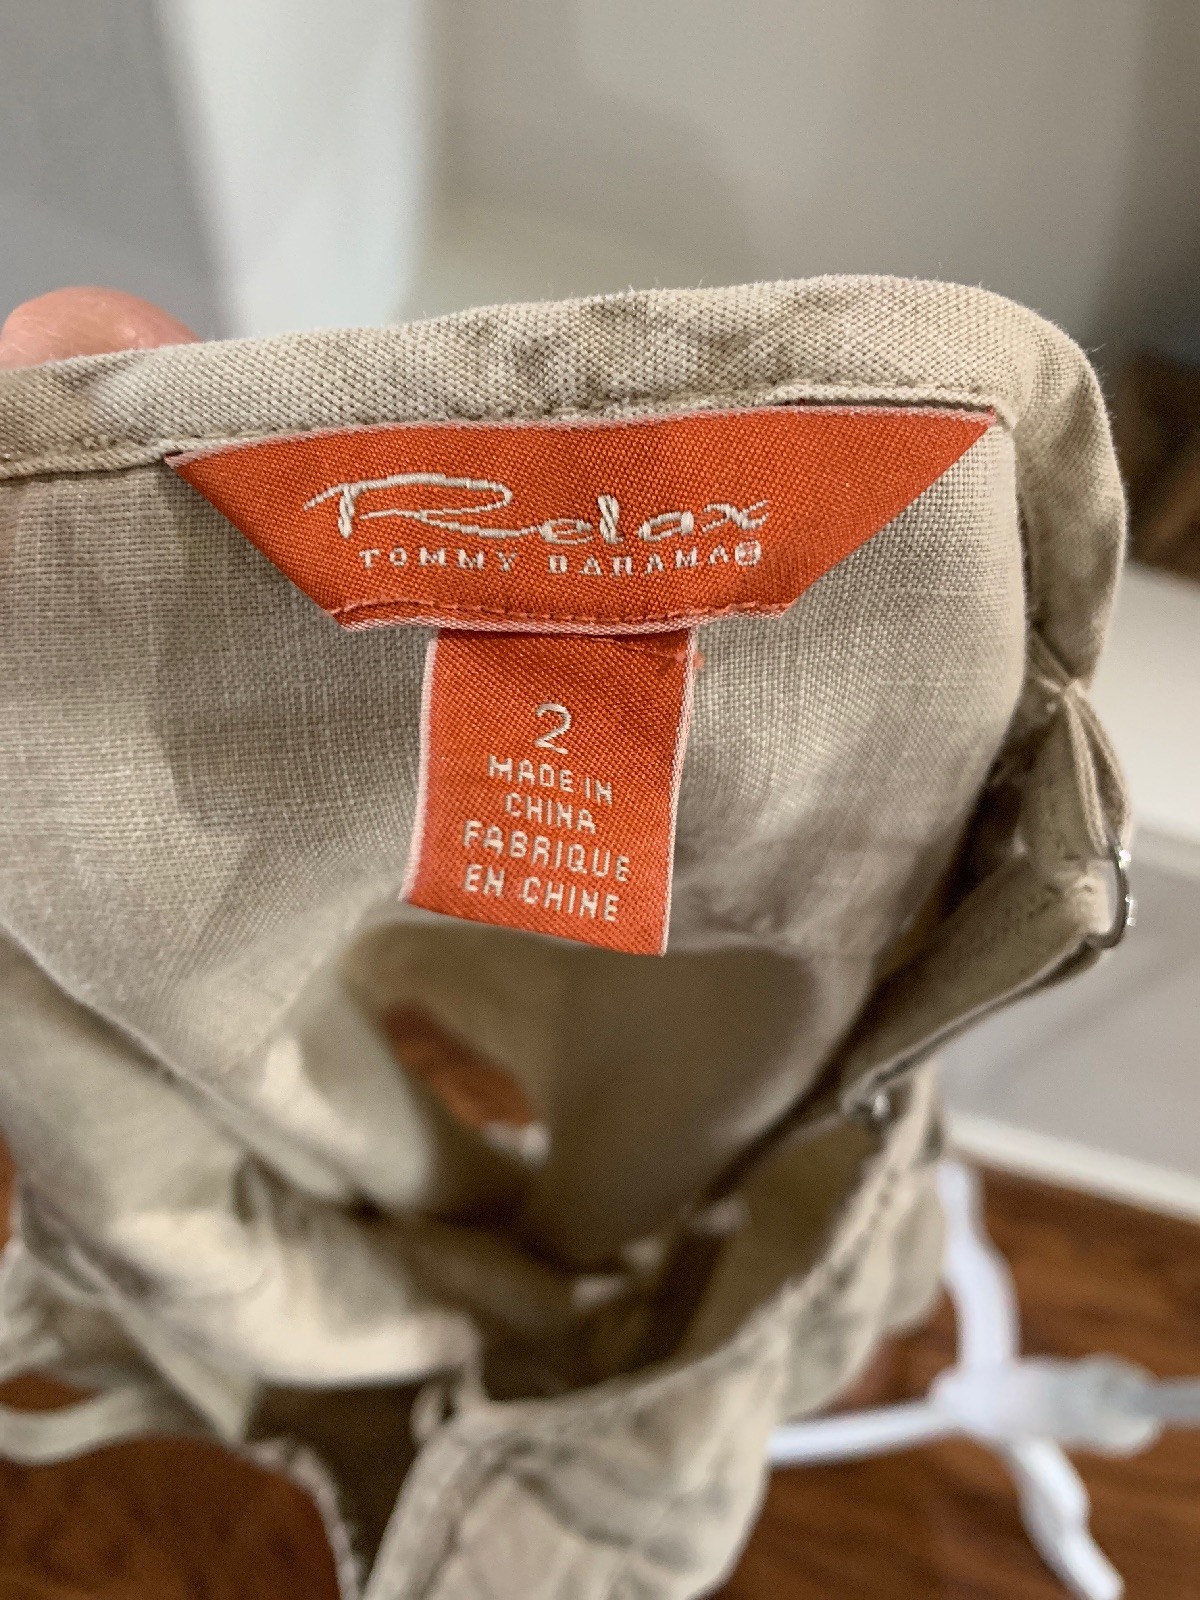 Relax
TOMMY BAHAMA®
2
MADE IN
CHINA
FABRIQUE
EN CHINE